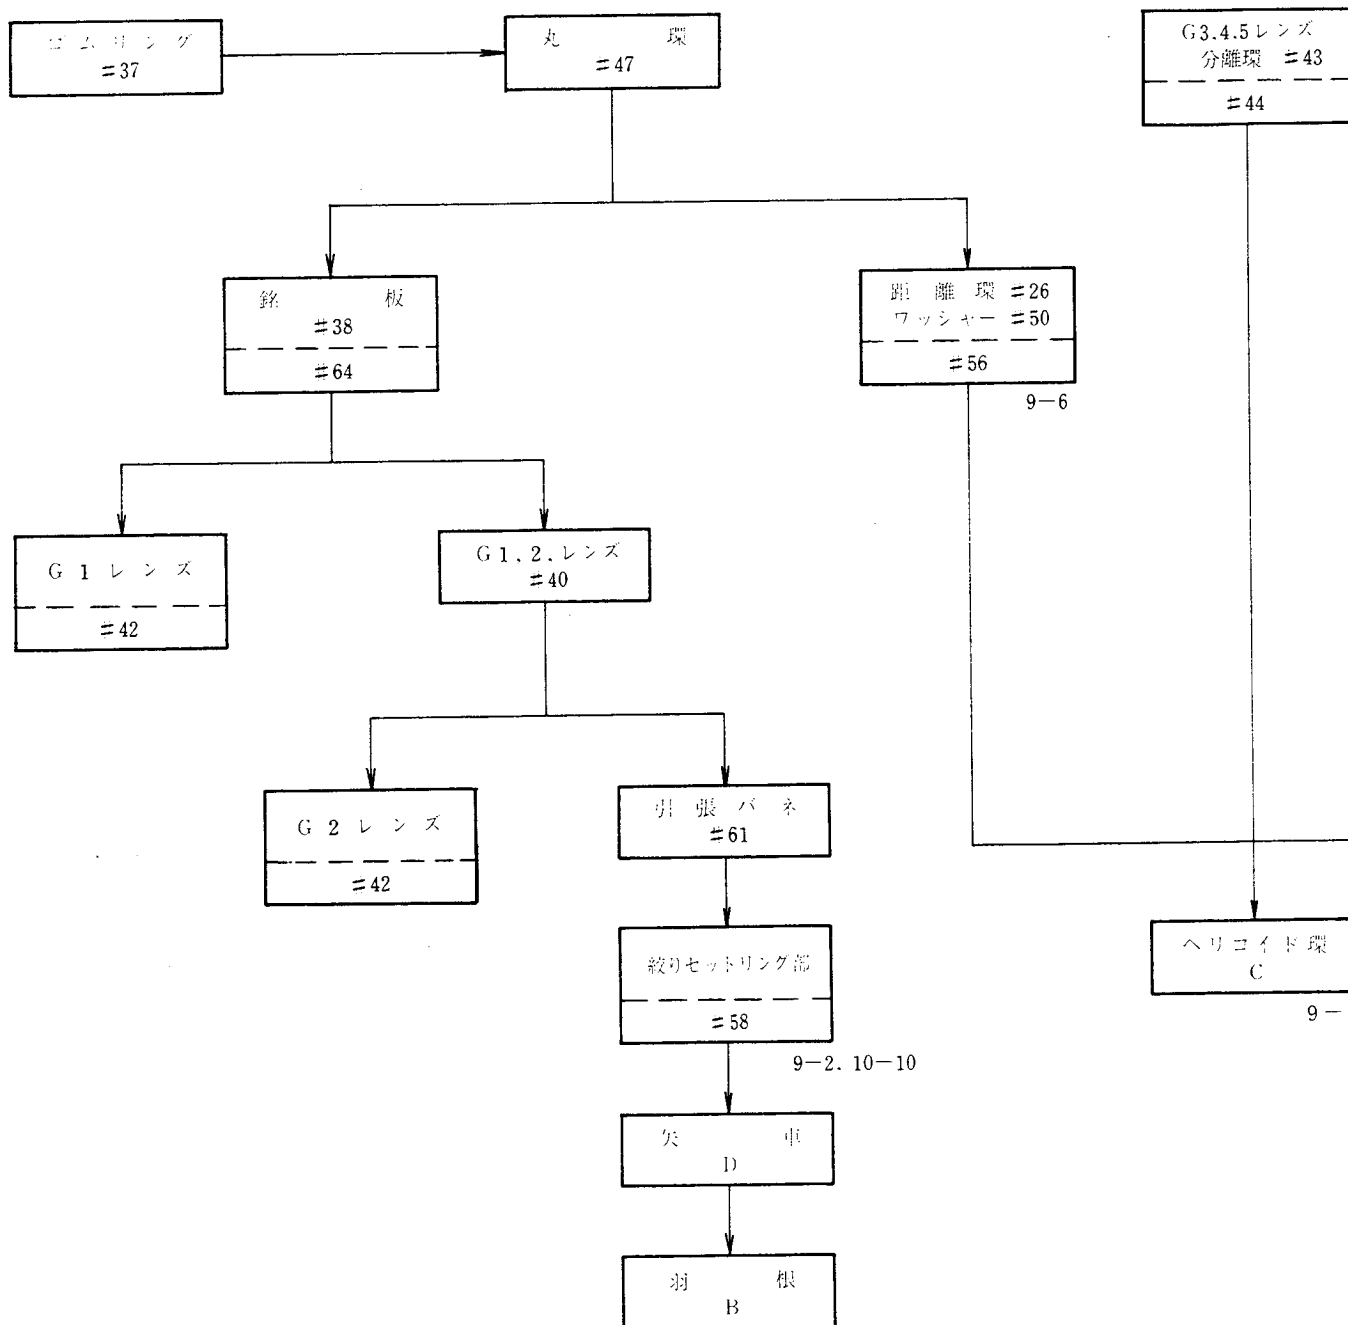 ゴムリング
#37
丸 環
#47
G3.4.5レンズ
分離環 #43
#44
銘 板
#38
#64
距 離 環 #26
ワッシャー #50
#56
9-6
G 1 レ ン ズ
#42
G1.2.レンズ
#40
G 2 レ ン ズ
#42
引 張 バ ネ
#61
絞りセットリング部
#58
9-2.10-10
ヘリコイド環
C
9-
矢 車
D
羽 根
B